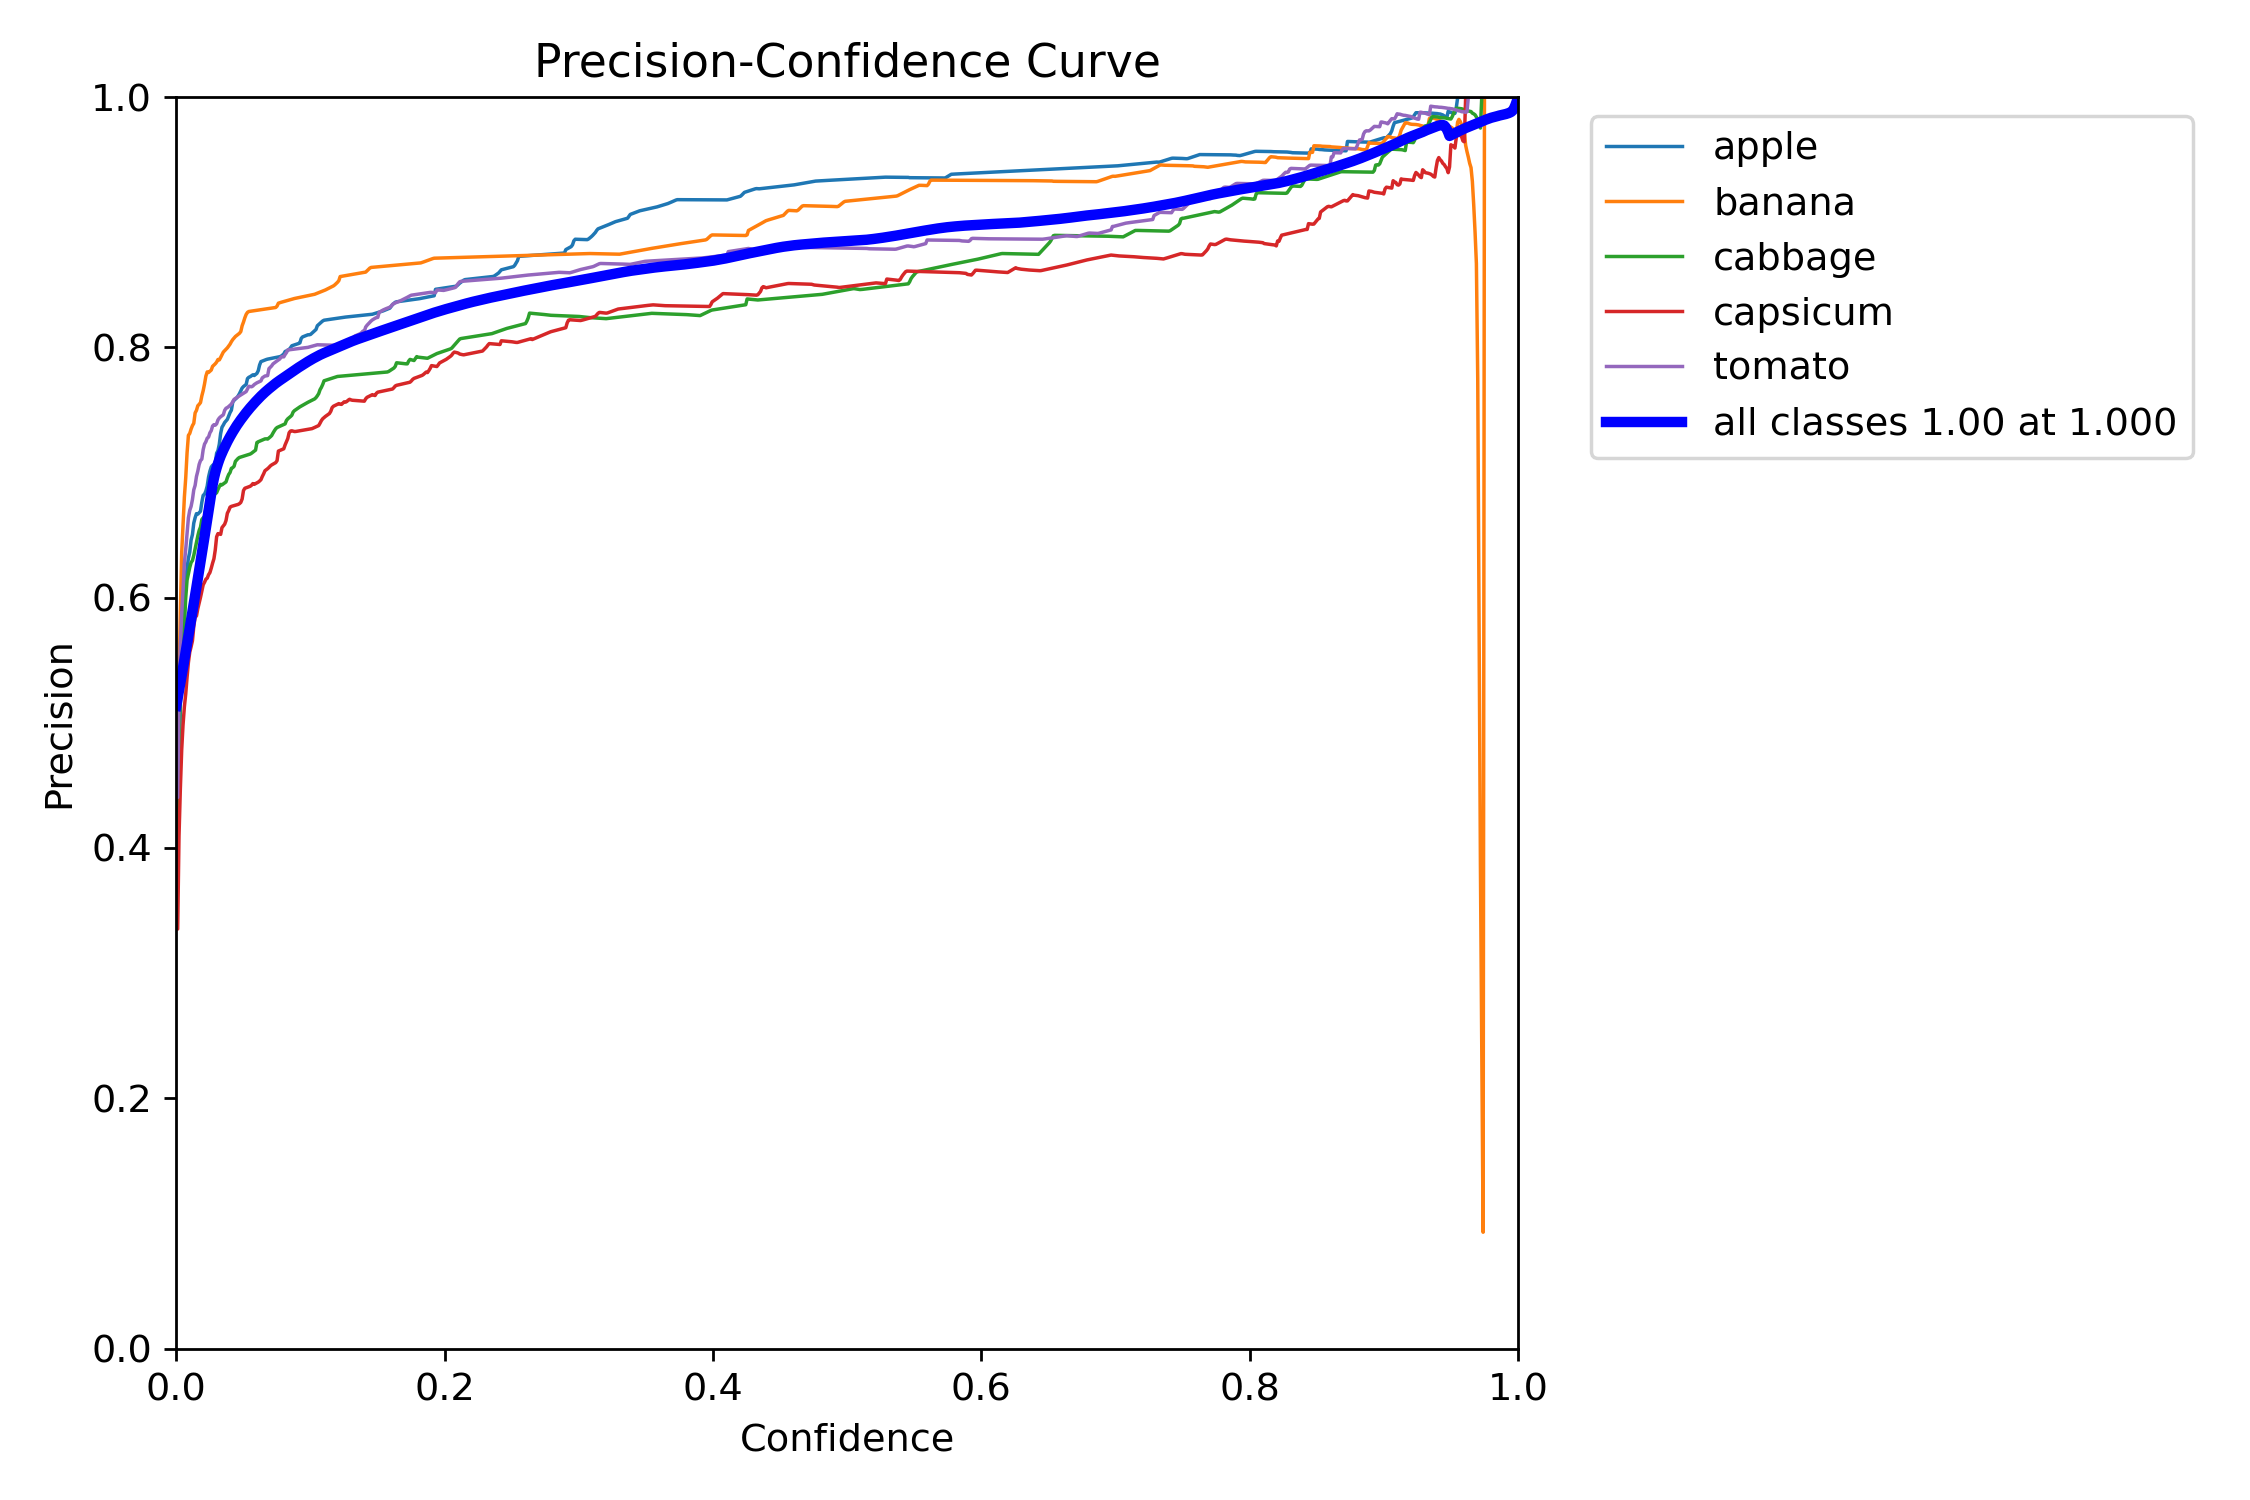 Precision-Confidence Curve
1.0
0.8
0.6
0.4
0.2
0.0
Precision
0.0 0.2 0.4 0.6 0.8 1.0
Confidence
apple
banana
cabbage
capsicum
tomato
all classes 1.00 at 1.000